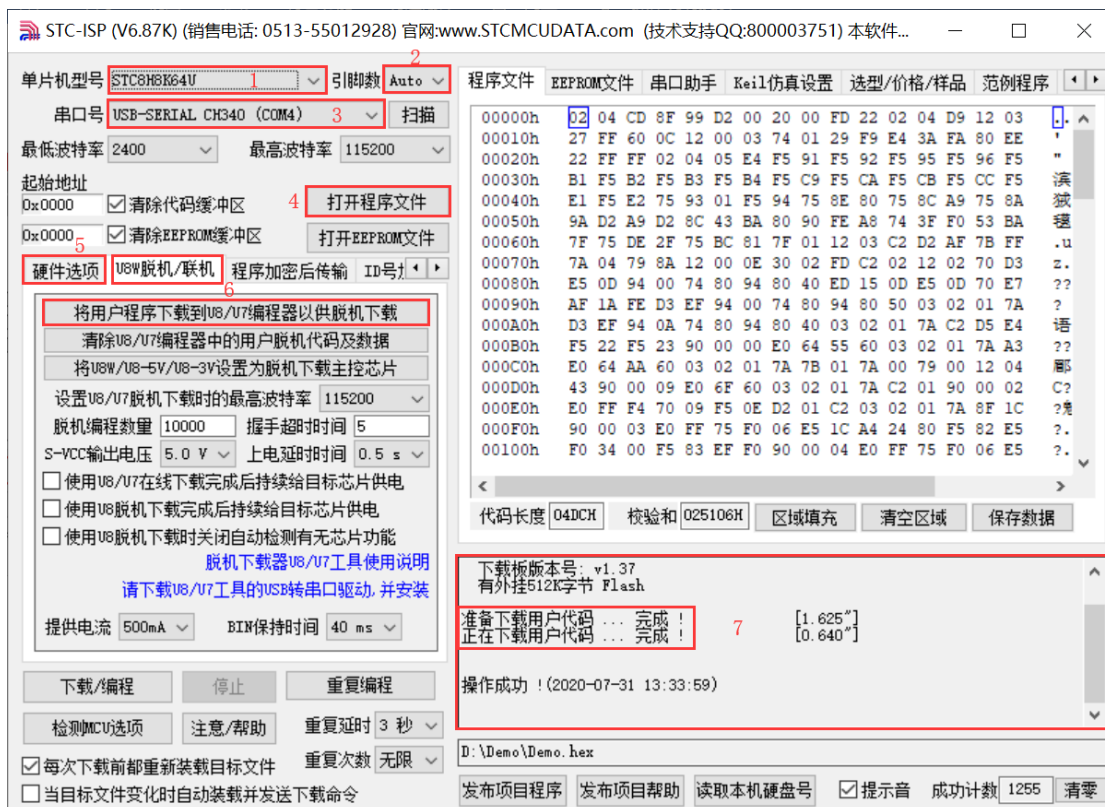 STC-ISP (V6.87K) (销售电话: 0513-55012928) 官网:www.STCMCUDATA.com (技术支持QQ:800003751) 本软件...
单片机型号 STC8H8K64U 1 引脚数 Auto 2
串口号 USB-SERIAL CH340 (COM4) 3 扫描
最低波特率 2400 最高波特率 115200
起始地址
0x0000 清除代码缓冲区 4 打开程序文件
0x0000 清除EEPROM缓冲区 打开EEPROM文件
5
硬件选项 U8W脱机/联机 程序加密后传输 ID号
6
将用户程序下载到U8/U7编程器以供脱机下载
清除U8/U7编程器中的用户脱机代码及数据
将U8W/U8-5V/U8-3V设置为脱机下载主控芯片
设置U8/U7脱机下载时的最高波特率 115200
脱机编程数量 10000 握手超时时间 5
S-VCC输出电压 5.0 V 上电延时时间 0.5 s
使用U8/U7在线下载完成后持续给目标芯片供电
使用U8脱机下载完成后持续给目标芯片供电
使用U8脱机下载时关闭自动检测有无芯片功能
脱机下载器U8/U7工具使用说明
请下载U8/U7工具的USB转串口驱动,并安装
提供电流 500mA BIN保持时间 40 ms
下载/编程 停止 重复编程
检测MCU选项 注意/帮助 重复延时 3 秒
每次下载前都重新装载目标文件 重复次数 无限
当目标文件变化时自动装载并发送下载命令
程序文件 EEPROM文件 串口助手 Keil仿真设置 选型/价格/样品 范例程序
00000h 02 04 CD 8F 99 D2 00 20 00 FD 22 02 04 D9 12 03 ..
00010h 27 FF 60 0C 12 00 03 74 01 29 F9 E4 3A FA 80 EE '
00020h 22 FF FF 02 04 05 E4 F5 91 F5 92 F5 95 F5 96 F5 "
00030h B1 F5 B2 F5 B3 F5 B4 F5 C9 F5 CA F5 CB F5 CC F5 滨
00040h E1 F5 E2 75 93 01 F5 94 75 8E 80 75 8C A9 75 8A
00050h 9A D2 A9 D2 8C 43 BA 80 90 FE A8 74 3F F0 53 BA
00060h 7F 75 DE 2F 75 BC 81 7F 01 12 03 C2 D2 AF 7B FF .u
00070h 7A 04 79 8A 12 00 0E 30 02 FD C2 02 12 02 70 D3 z.
00080h E5 0D 94 00 74 80 94 80 40 ED 15 0D E5 0D 70 E7 ??
00090h AF 1A FE D3 EF 94 00 74 80 94 80 50 03 02 01 7A ?
000A0h D3 EF 94 0A 74 80 94 80 40 03 02 01 7A C2 D5 E4 语
000B0h F5 22 F5 23 90 00 00 E0 64 55 60 03 02 01 7A A3 ??
000C0h E0 64 AA 60 03 02 01 7A 7B 01 7A 00 79 00 12 04 郿
000D0h 43 90 00 09 E0 6F 60 03 02 01 7A C2 01 90 00 02 C?
000E0h E0 FF F4 70 09 F5 0E D2 01 C2 03 02 01 7A 8F 1C ?
000F0h 90 00 03 E0 FF 75 F0 06 E5 1C A4 24 80 F5 82 E5 ?.
00100h F0 34 00 F5 83 EF F0 90 00 04 E0 FF 75 F0 06 E5 ?.
代码长度 04DCH 校验和 025106H 区域填充 清空区域 保存数据
下载板版本号: v1.37
有外挂512K字节 Flash
准备下载用户代码 ... 完成 ! [1.625″]
正在下载用户代码 ... 完成 ! 7 [0.640″]
操作成功 !(2020-07-31 13:33:59)
D:\Demo\Demo.hex
发布项目程序 发布项目帮助 读取本机硬盘号 提示音 成功计数 1255 清零